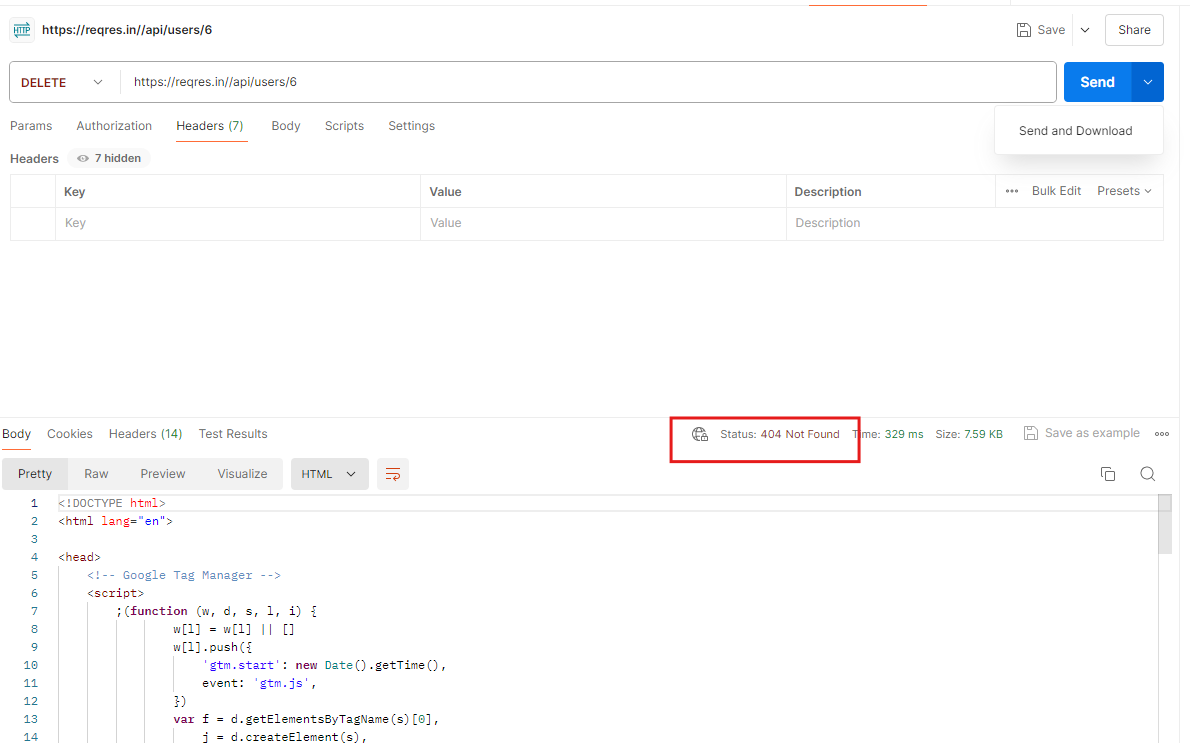 HTTP https://reqres.in//api/users/6 Save Share
DELETE https://reqres.in//api/users/6 Send
Send and Download
Params Authorization Headers (7) Body Scripts Settings
Headers 7 hidden
Key Value Description ••• Bulk Edit Presets
Key Value Description
Body Cookies Headers (14) Test Results Status: 404 Not Found Time: 329 ms Size: 7.59 KB Save as example
Pretty Raw Preview Visualize HTML
1 <!DOCTYPE html>
2 <html lang="en">
3
4 <head>
5 <!-- Google Tag Manager -->
6 <script>
7 ;(function (w, d, s, l, i) {
8 w[l] = w[l] || []
9 w[l].push({
10 'gtm.start': new Date().getTime(),
11 event: 'gtm.js',
12 })
13 var f = d.getElementsByTagName(s)[0],
14 j = d.createElement(s),